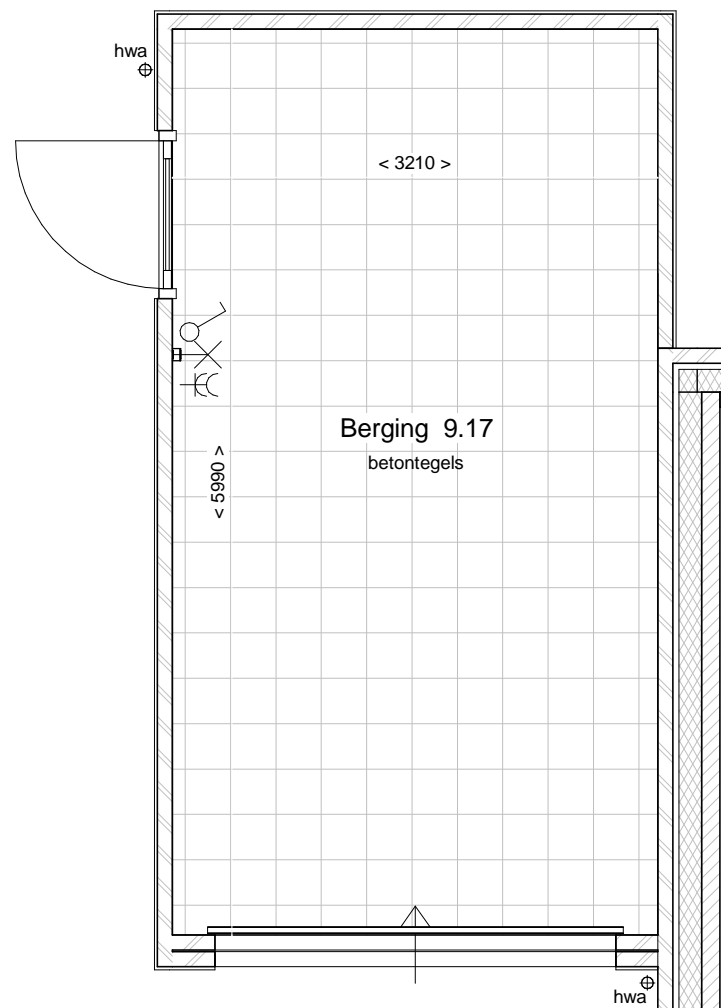 hwa
< 3210 >
Berging 9.17
betontegels
< 5990 >
hwa